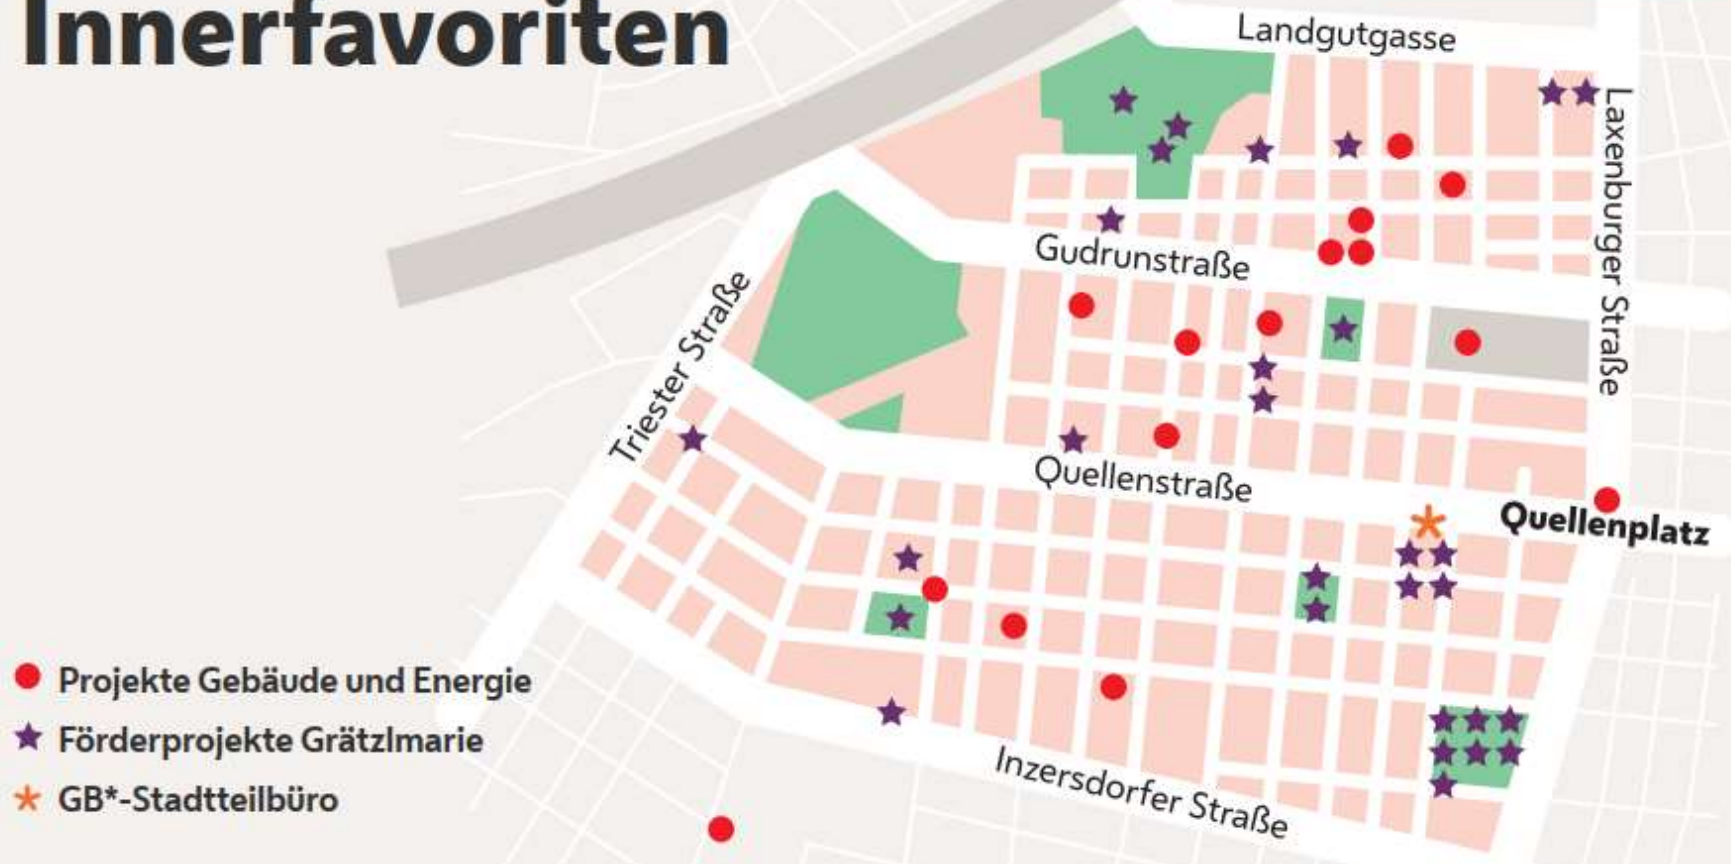 Innerfavoriten
Landgutgasse
Laxenburger Straße
Gudrunstraße
Triester Straße
Quellenstraße
Quellenplatz
Inzersdorfer Straße
Projekte Gebäude und Energie
Förderprojekte Grätzlmarie
GB*-Stadtteilbüro